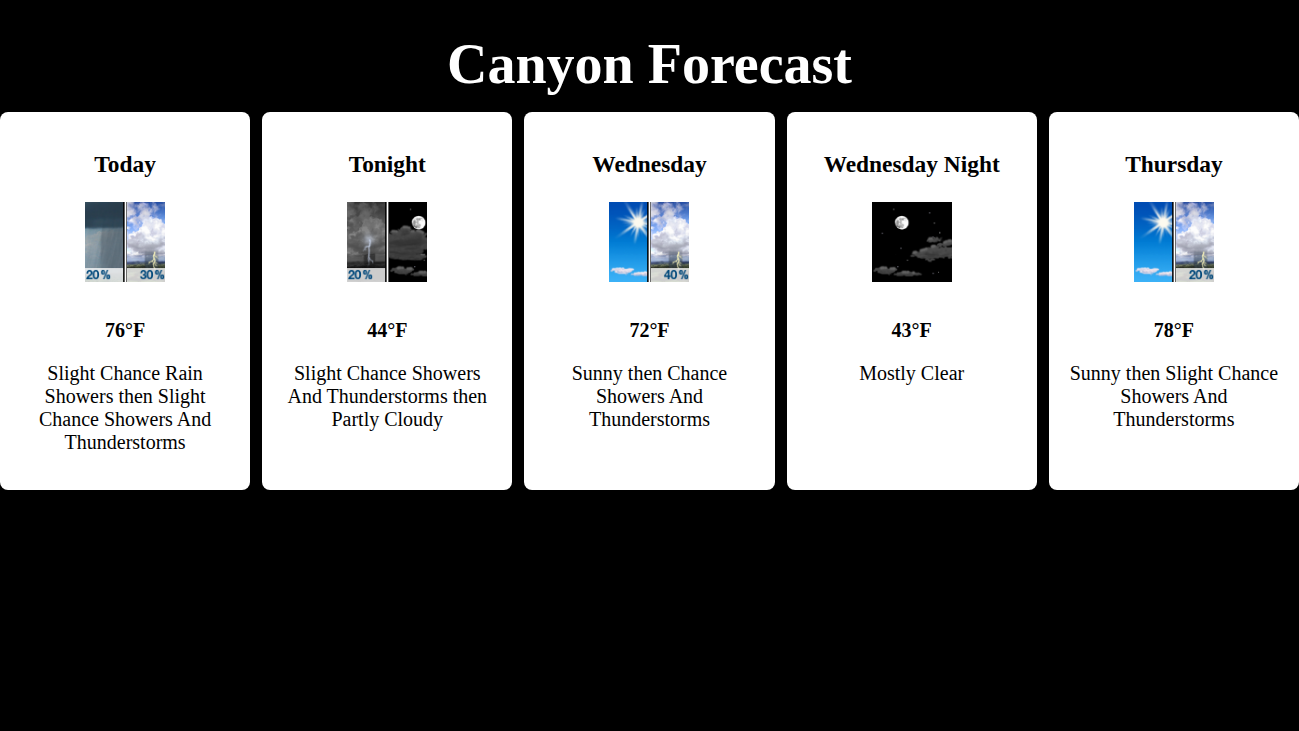 Canyon Forecast
Today
20%
30%
76°F
Slight Chance Rain
Showers then Slight
Chance Showers And
Thunderstorms
Tonight
20%
44°F
Slight Chance Showers
And Thunderstorms then
Partly Cloudy
Wednesday
40%
72°F
Sunny then Chance
Showers And
Thunderstorms
Wednesday Night
43°F
Mostly Clear
Thursday
20%
78°F
Sunny then Slight Chance
Showers And
Thunderstorms